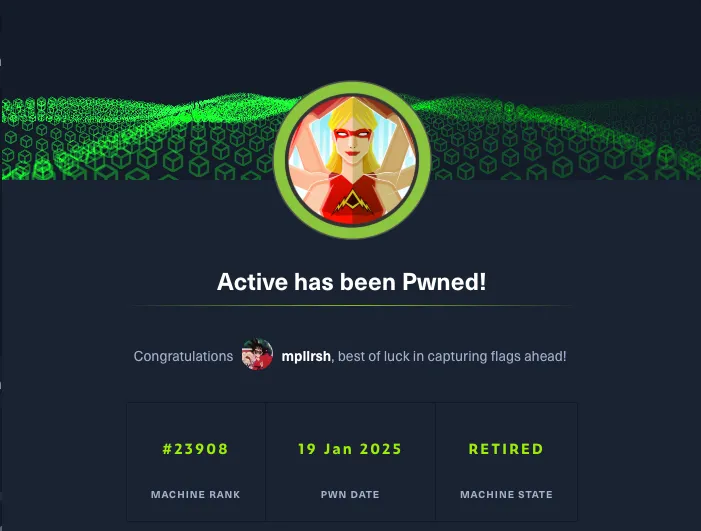 Active has been Pwned!
Congratulations mpllrsh, best of luck in capturing flags ahead!
#23908 19 Jan 2025 RETIRED
MACHINE RANK PWN DATE MACHINE STATE